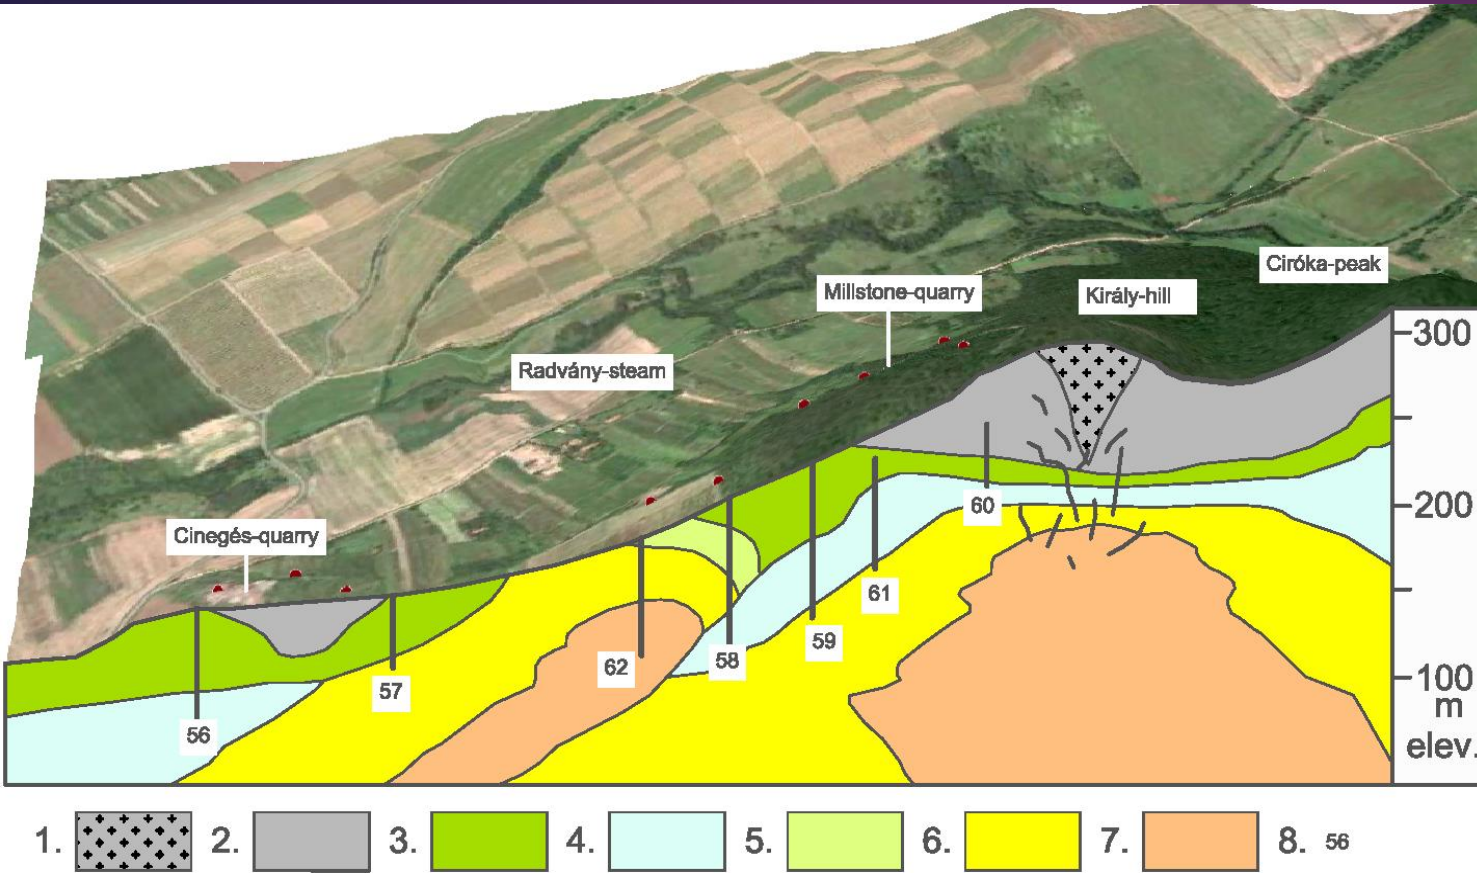 Ciróka-peak
Millstone-quarry
Király-hill
300
Radvány-steam
200
60
Cinegés-quarry
61
59
62
58
100
57
m
56
elev.
1.
2.
3.
4.
5.
6.
7.
8. 56